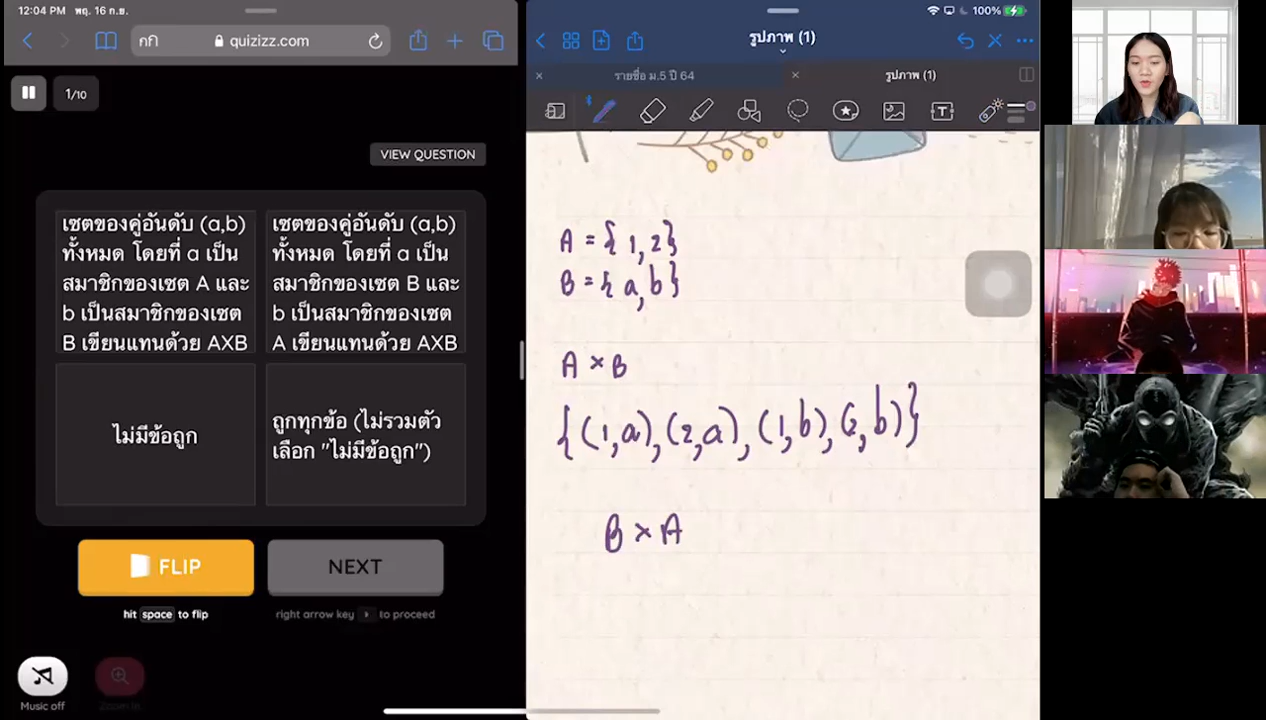 12:04 PM พฤ. 16 ก.ย.
กก quizizz.com
1/10
VIEW QUESTION
เซตของคู่อันดับ (a,b)
ทั้งหมด โดยที่ a เป็น
สมาชิกของเซต A และ
b เป็นสมาชิกของเซต
B เขียนแทนด้วย AXB
เซตของคู่อันดับ (a,b)
ทั้งหมด โดยที่ a เป็น
สมาชิกของเซต B และ
b เป็นสมาชิกของเซต
A เขียนแทนด้วย AXB
ไม่มีข้อถูก
ถูกทุกข้อ (ไม่รวมตัว
เลือก "ไม่มีข้อถูก")
FLIP
NEXT
hit space to flip
right arrow key to proceed
Music off
Zoom in
100%
รูปภาพ (1)
รายชื่อ ม.5 ปี 64
รูปภาพ (1)
A = { 1, 2 }
B = { a, b }
A × B
{ (1, a), (2, a), (1, b), (2, b) }
B × A